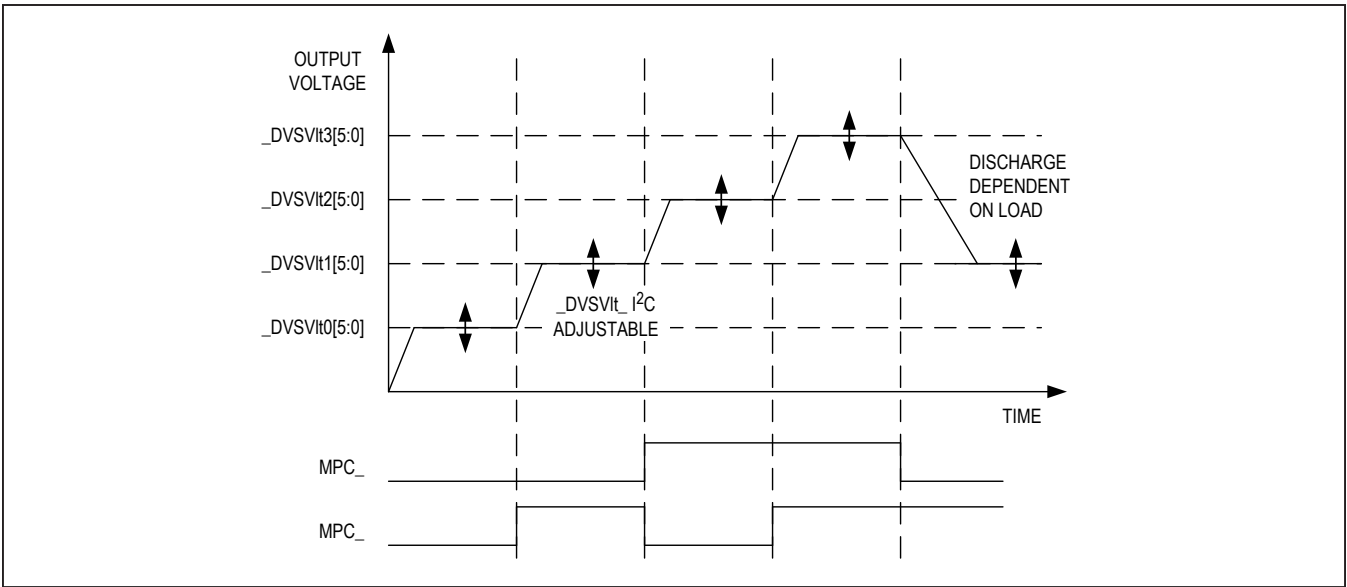 OUTPUT
VOLTAGE
_DVSVlt3[5:0]
_DVSVlt2[5:0]
_DVSVlt1[5:0]
_DVSVlt0[5:0]
DISCHARGE
DEPENDENT
ON LOAD
_DVSVlt_ I²C
ADJUSTABLE
TIME
MPC_
MPC_